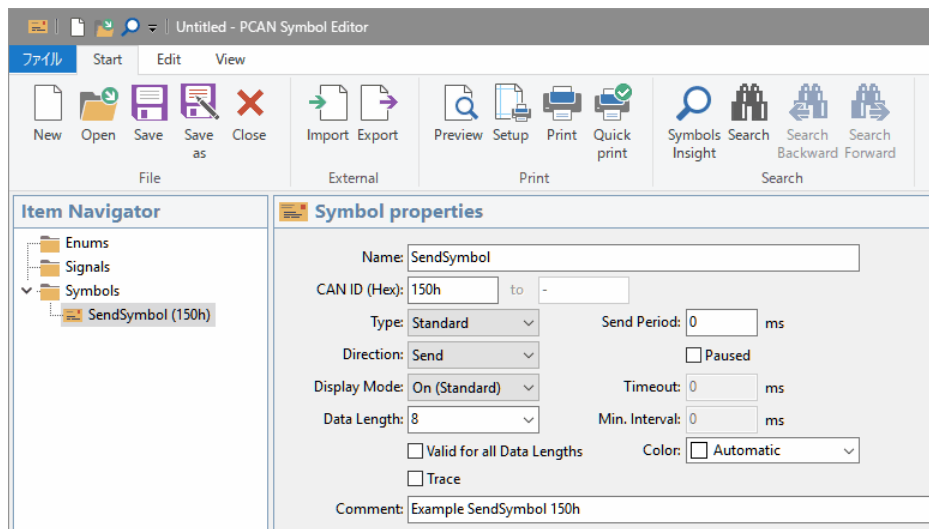 Untitled - PCAN Symbol Editor
ファイル Start Edit View
New Open Save Save as Close Import Export Preview Setup Print Quick print Symbols Insight Search Search Backward Search Forward
File External Print Search
Item Navigator
Enums
Signals
Symbols
SendSymbol (150h)
Symbol properties
Name: SendSymbol
CAN ID (Hex): 150h to -
Type: Standard Send Period: 0 ms
Direction: Send Paused
Display Mode: On (Standard) Timeout: 0 ms
Data Length: 8 Min. Interval: 0 ms
Valid for all Data Lengths Color: Automatic
Trace
Comment: Example SendSymbol 150h